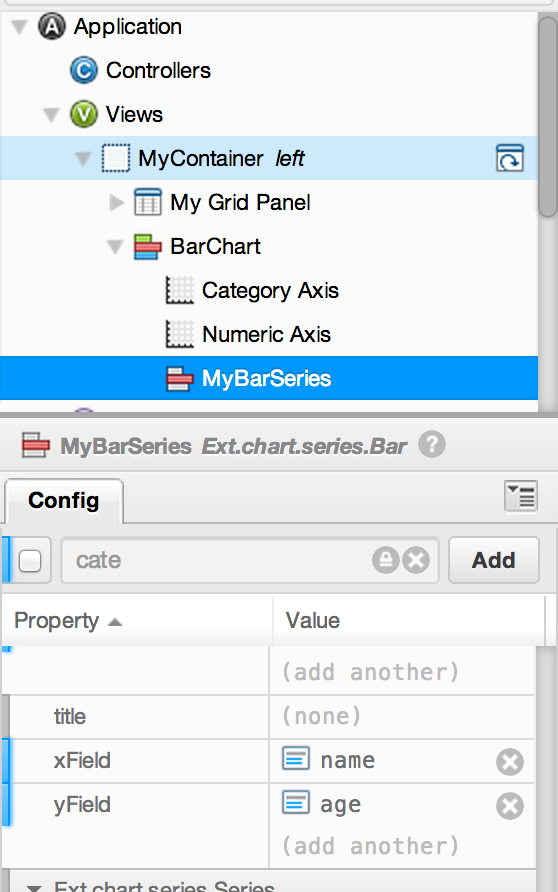 Application
Controllers
Views
MyContainer left
My Grid Panel
BarChart
Category Axis
Numeric Axis
MyBarSeries
MyBarSeries Ext.chart.series.Bar ?
Config
cate Add
Property Value
(add another)
title (none)
xField name
yField age
(add another)
Ext.chart.series.Series